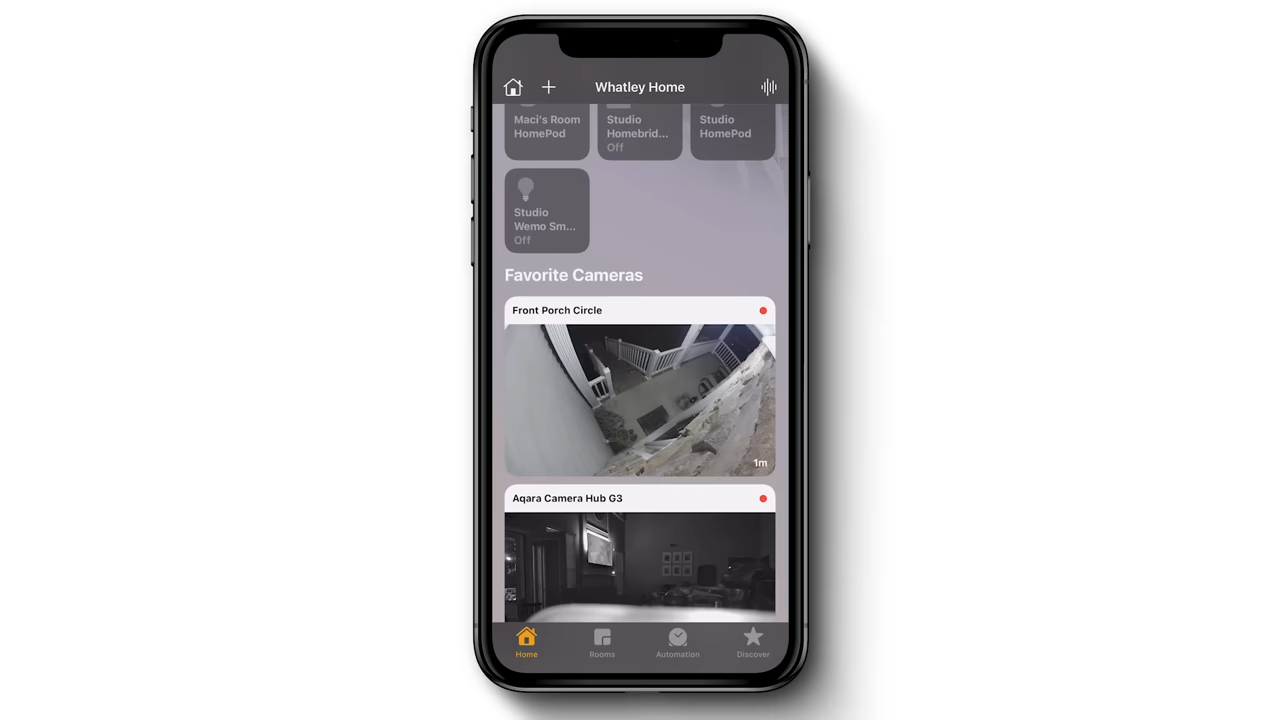 Whatley Home
Maci's Room
HomePod
Studio
Homebrid...
Off
Studio
HomePod
Studio
Wemo Sm...
Off
Favorite Cameras
Front Porch Circle
1m
Aqara Camera Hub G3
Home
Rooms
Automation
Discover